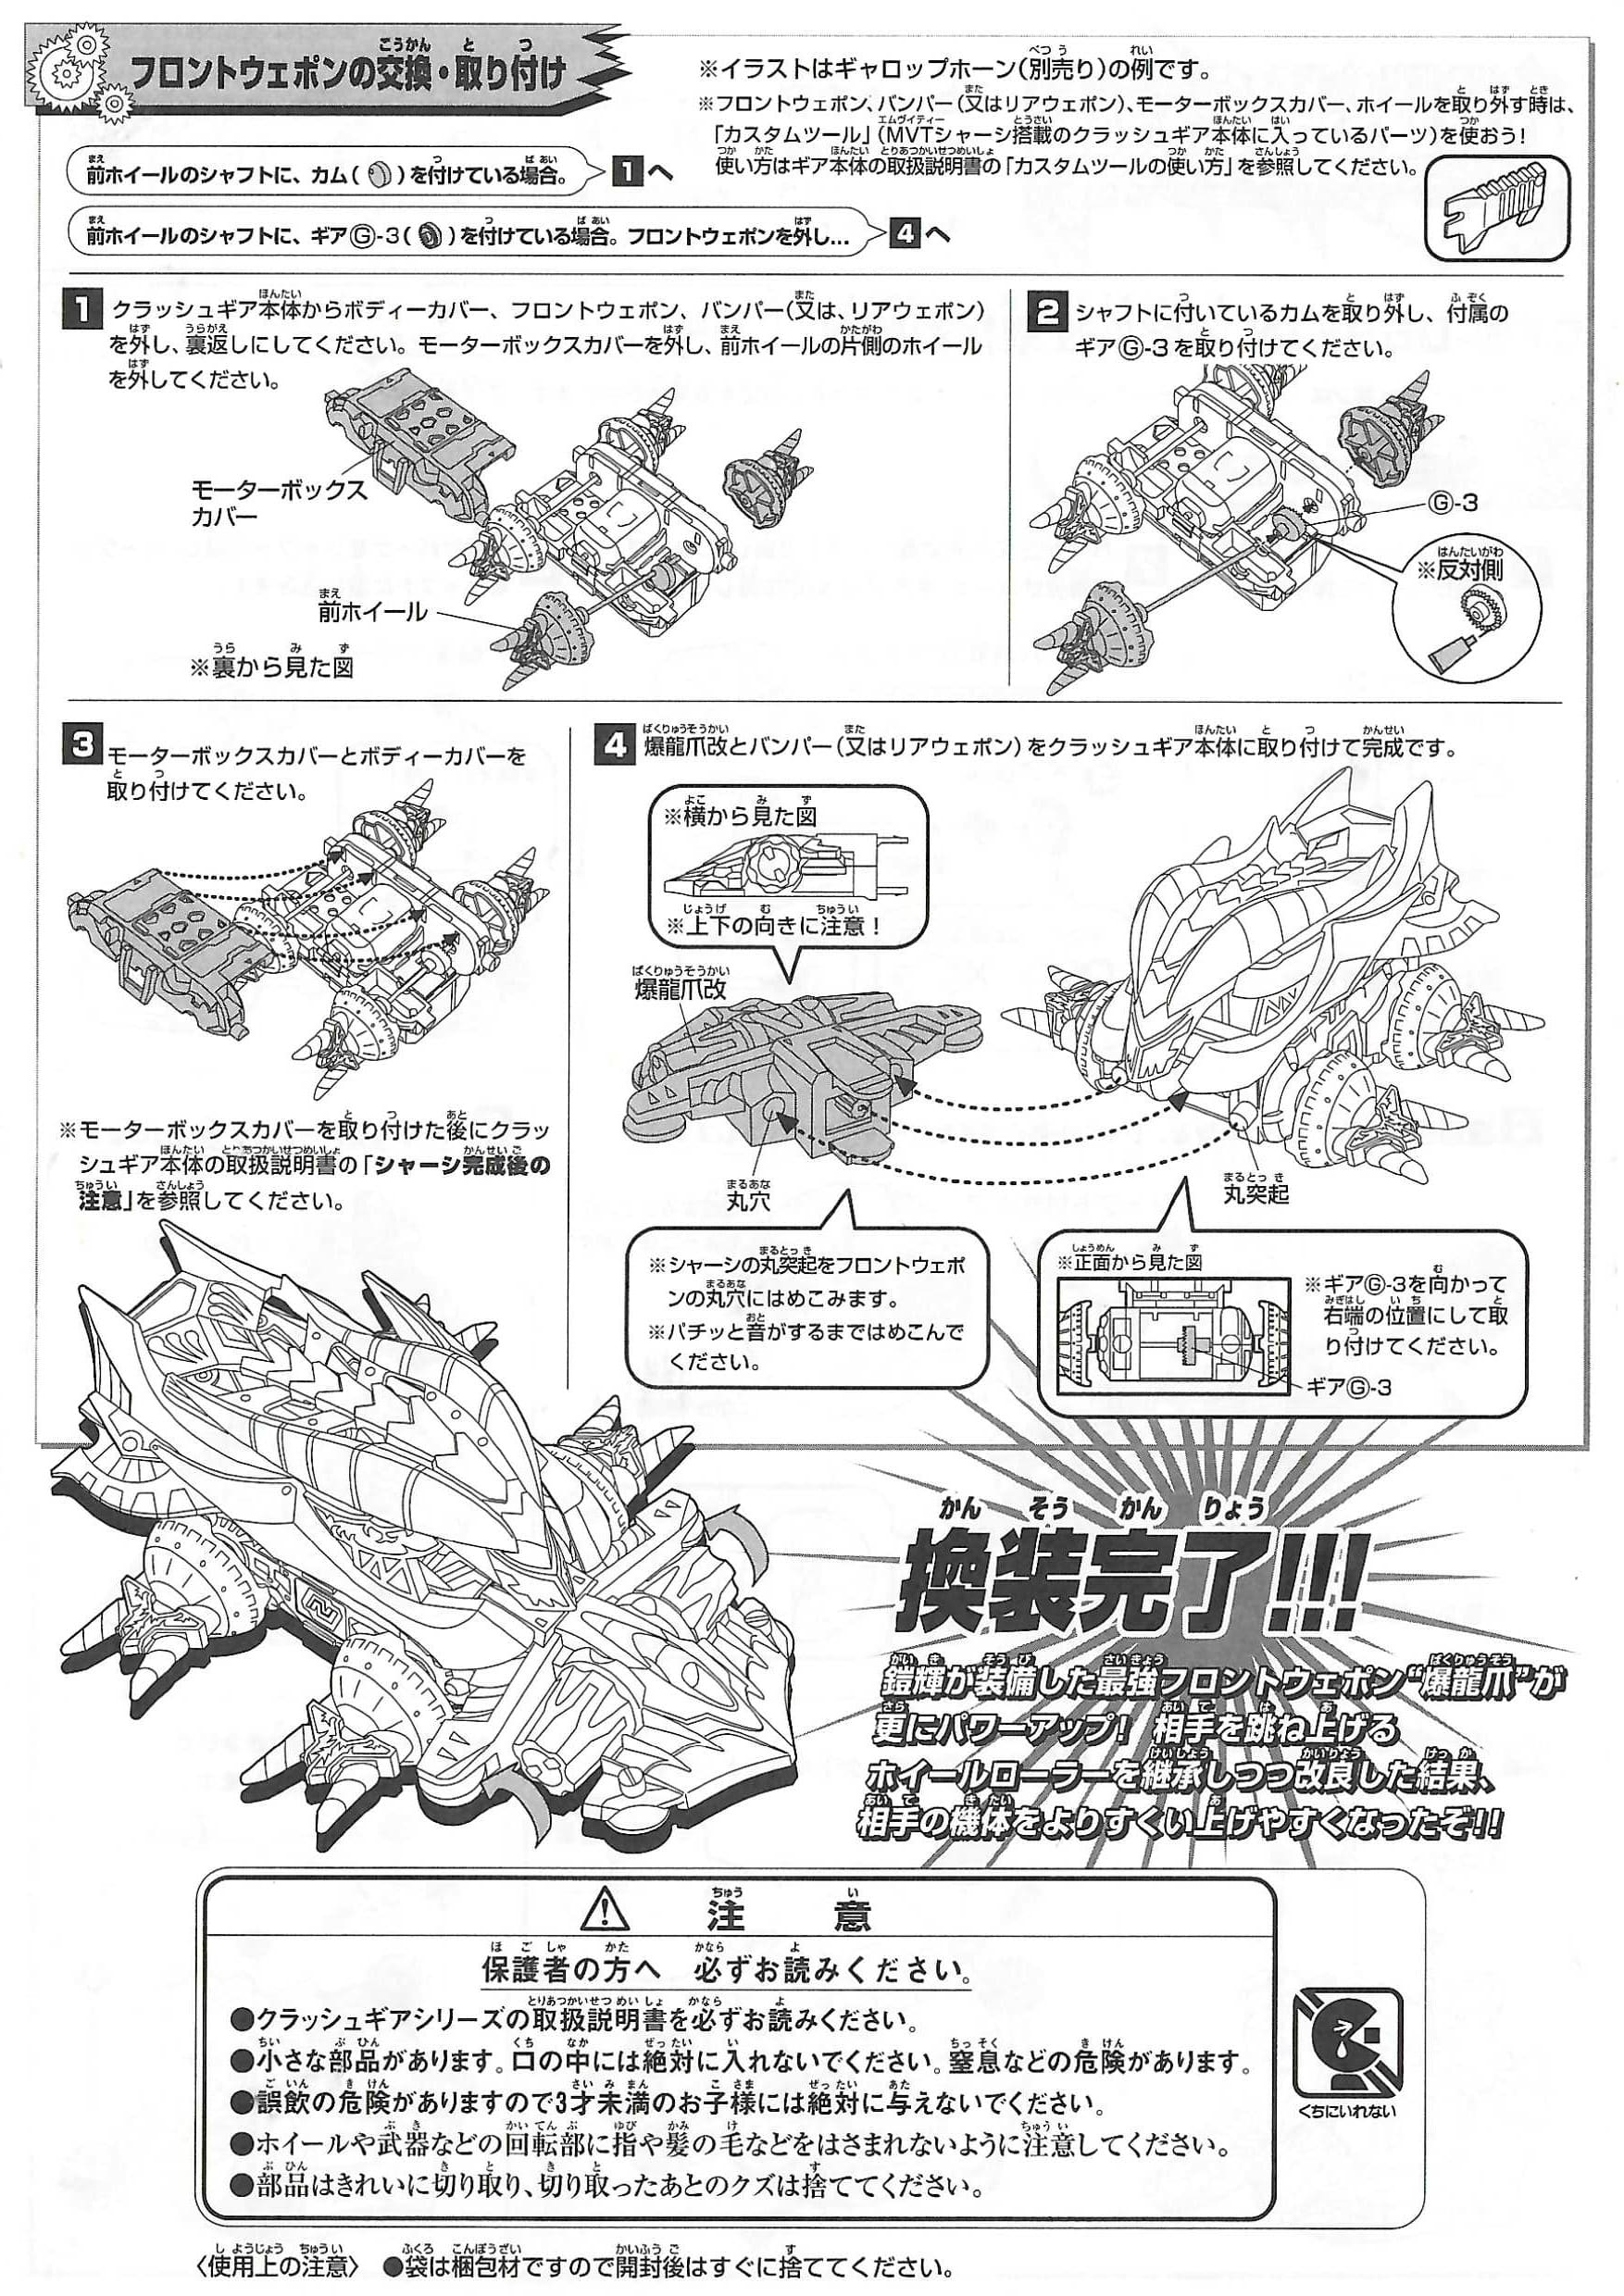 フロントウェポンの交換・取り付け
※イラストはギャロップホーン(別売り)の例です。
※フロントウェポン、バンパー(又はリアウェポン)、モーターボックスカバー、ホイールを取り外す時は、
「カスタムツール」(MVTシャーシ搭載のクラッシュギア本体に入っているパーツ)を使おう!
使い方はギア本体の取扱説明書の「カスタムツールの使い方」を参照してください。
前ホイールのシャフトに、カム( )を付けている場合。 1へ
前ホイールのシャフトに、ギアⒼ-3( )を付けている場合。フロントウェポンを外し… 4へ
1 クラッシュギア本体からボディーカバー、フロントウェポン、バンパー(又は、リアウェポン)
を外し、裏返しにしてください。モーターボックスカバーを外し、前ホイールの片側のホイール
を外してください。
モーターボックス
カバー
前ホイール
※裏から見た図
2 シャフトに付いているカムを取り外し、付属の
ギアⒼ-3を取り付けてください。
Ⓖ-3
※反対側
3 モーターボックスカバーとボディーカバーを
取り付けてください。
※モーターボックスカバーを取り付けた後にクラッ
シュギア本体の取扱説明書の「シャーシ完成後の
注意」を参照してください。
4 爆龍爪改とバンパー(又はリアウェポン)をクラッシュギア本体に取り付けて完成です。
※横から見た図
※上下の向きに注意!
爆龍爪改
丸穴
丸突起
※シャーシの丸突起をフロントウェポ
ンの丸穴にはめこみます。
※パチッと音がするまではめこんで
ください。
※正面から見た図
※ギアⒼ-3を向かって
右端の位置にして取
り付けてください。
ギアⒼ-3
換装完了!!!
鎧輝が装備した最強フロントウェポン“爆龍爪”が
更にパワーアップ! 相手を跳ね上げる
ホイールローラーを継承しつつ改良した結果、
相手の機体をよりすくい上げやすくなったぞ!!
注意
保護者の方へ 必ずお読みください。
●クラッシュギアシリーズの取扱説明書を必ずお読みください。
●小さな部品があります。口の中には絶対に入れないでください。窒息などの危険があります。
●誤飲の危険がありますので3才未満のお子様には絶対に与えないでください。
●ホイールや武器などの回転部に指や髪の毛などをはさまれないように注意してください。
●部品はきれいに切り取り、切り取ったあとのクズは捨ててください。
くちにいれない
〈使用上の注意〉 ●袋は梱包材ですので開封後はすぐに捨ててください。